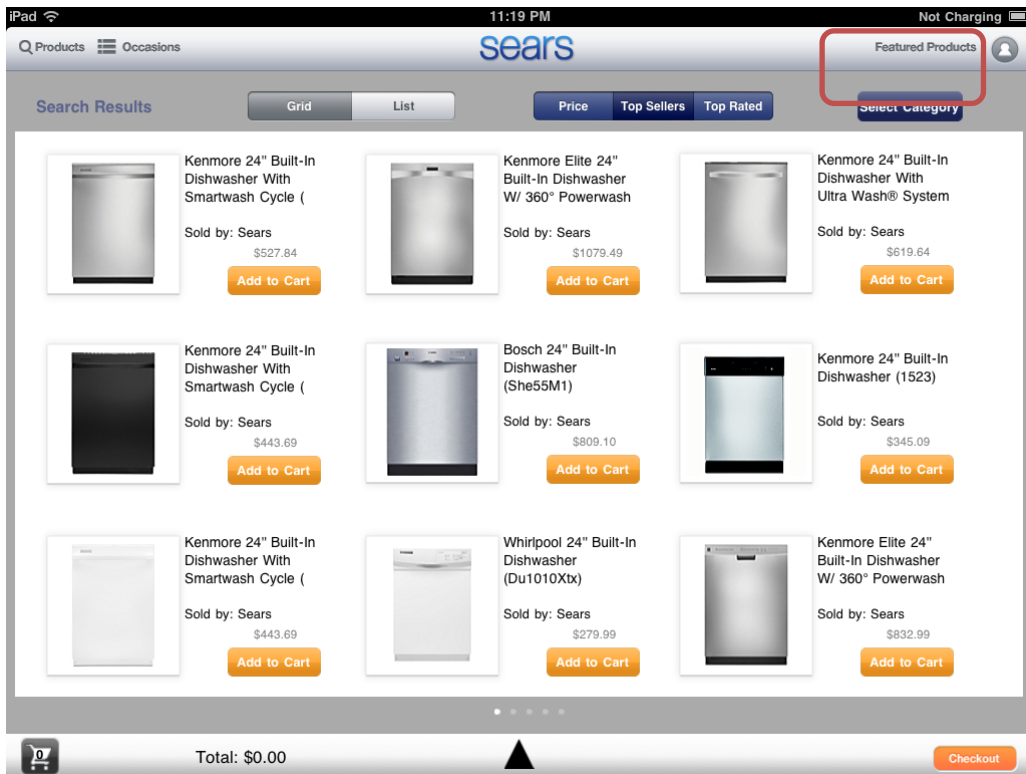 iPad 11:19 PM Not Charging
Products Occasions sears Featured Products
Search Results Grid List Price Top Sellers Top Rated Select Category
Kenmore 24" Built-In
Dishwasher With
Smartwash Cycle (
Sold by: Sears
$527.84
Add to Cart
Kenmore Elite 24"
Built-In Dishwasher
W/ 360° Powerwash
Sold by: Sears
$1079.49
Add to Cart
Kenmore 24" Built-In
Dishwasher With
Ultra Wash® System
Sold by: Sears
$619.64
Add to Cart
Kenmore 24" Built-In
Dishwasher With
Smartwash Cycle (
Sold by: Sears
$443.69
Add to Cart
Bosch 24" Built-In
Dishwasher
(She55M1)
Sold by: Sears
$809.10
Add to Cart
Kenmore 24" Built-In
Dishwasher (1523)
Sold by: Sears
$345.09
Add to Cart
Kenmore 24" Built-In
Dishwasher With
Smartwash Cycle (
Sold by: Sears
$443.69
Add to Cart
Whirlpool 24" Built-In
Dishwasher
(Du1010Xtx)
Sold by: Sears
$279.99
Add to Cart
Kenmore Elite 24"
Built-In Dishwasher
W/ 360° Powerwash
Sold by: Sears
$832.99
Add to Cart
0 Total: $0.00 Checkout